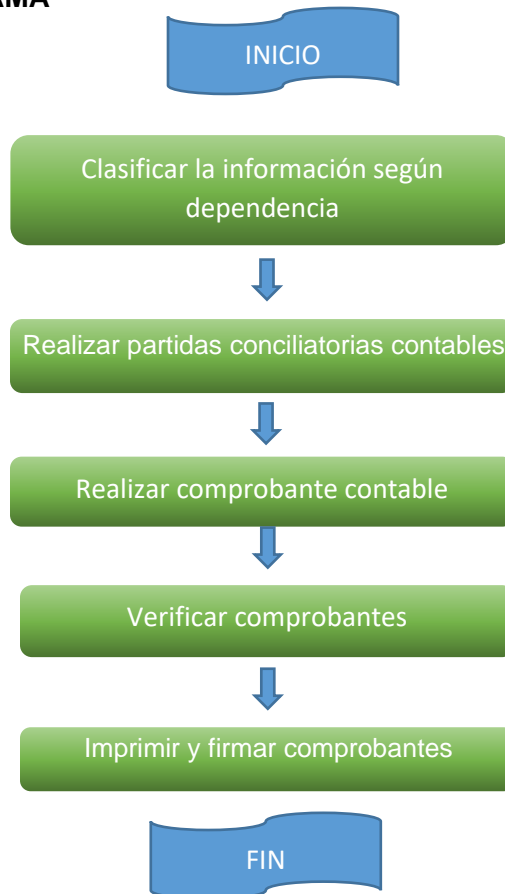 INICIO
Clasificar la información según
dependencia
Realizar partidas conciliatorias contables
Realizar comprobante contable
Verificar comprobantes
Imprimir y firmar comprobantes
FIN